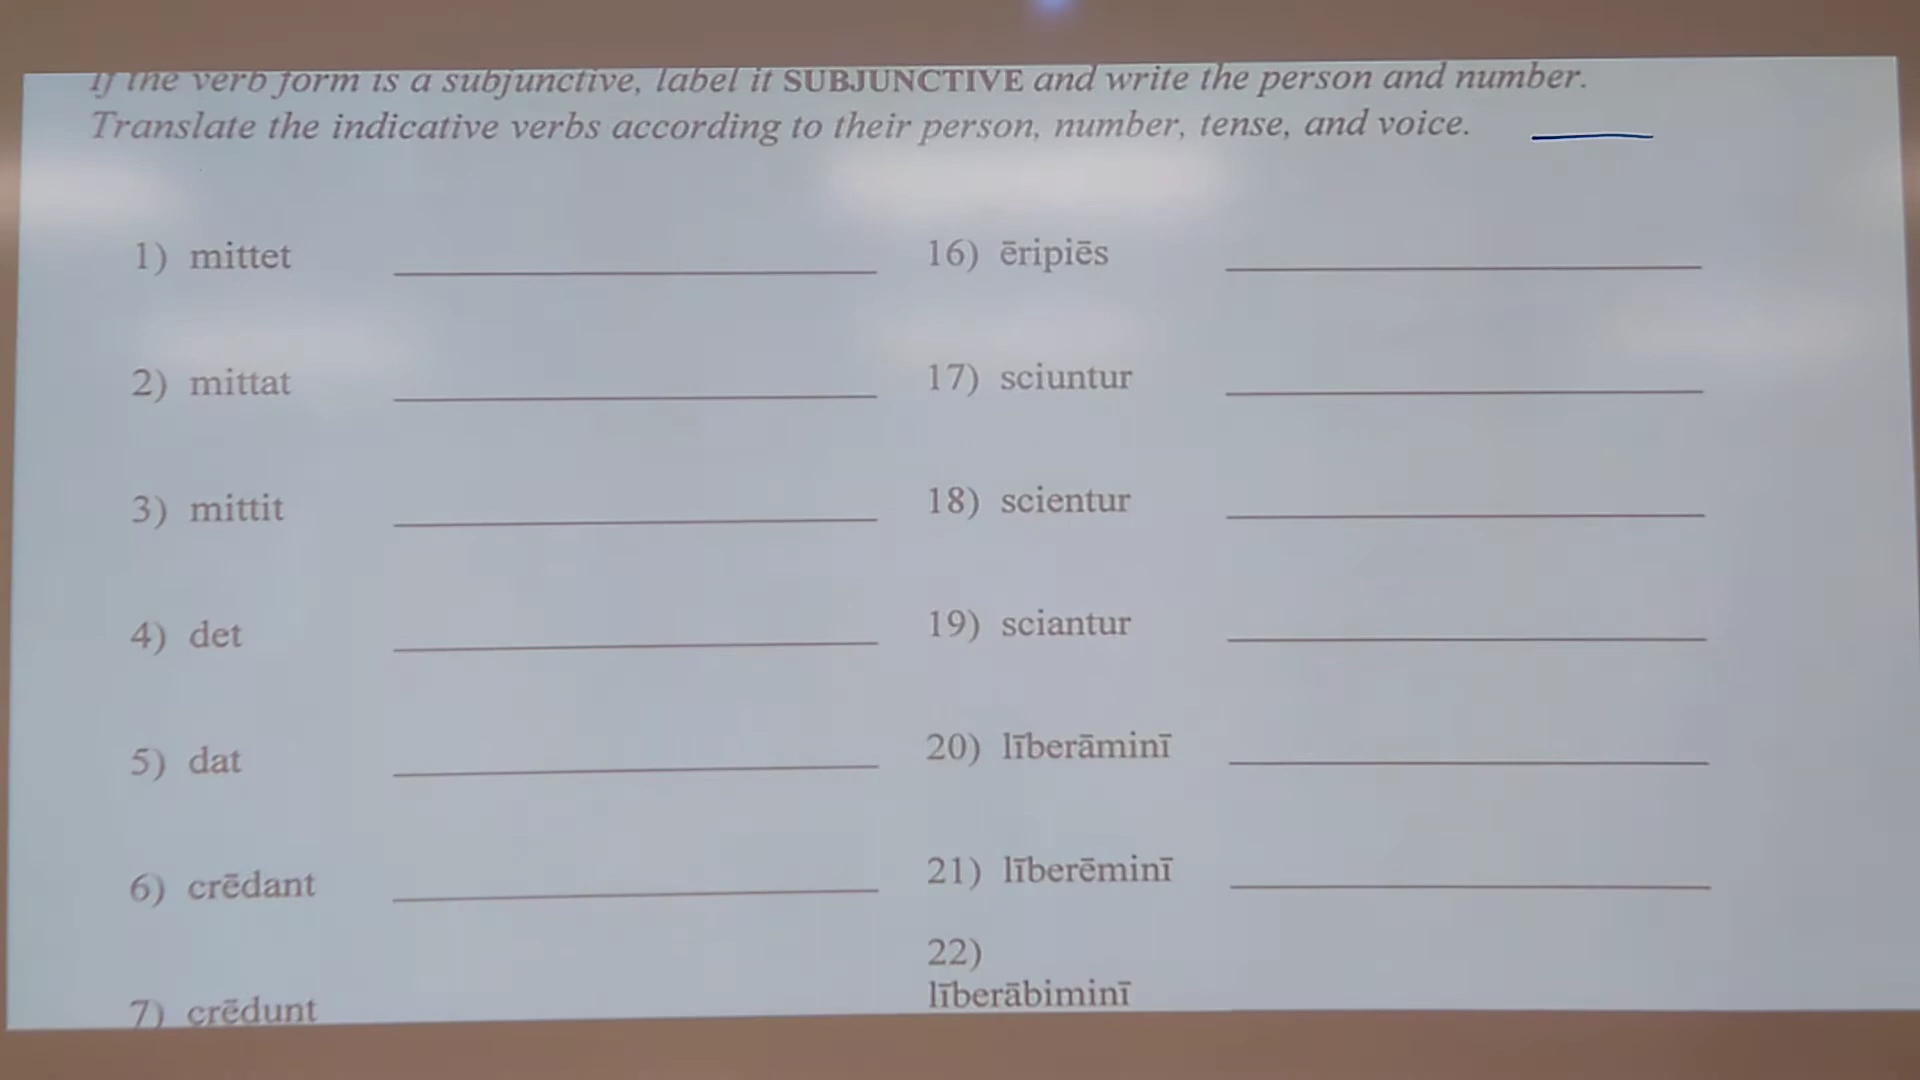 If the verb form is a subjunctive, label it SUBJUNCTIVE and write the person and number.
Translate the indicative verbs according to their person, number, tense, and voice.
1) mittet
2) mittat
3) mittit
4) det
5) dat
6) crēdant
7) crēdunt
16) ēripiēs
17) sciuntur
18) scientur
19) sciantur
20) līberāminī
21) līberēminī
22)
līberābiminī